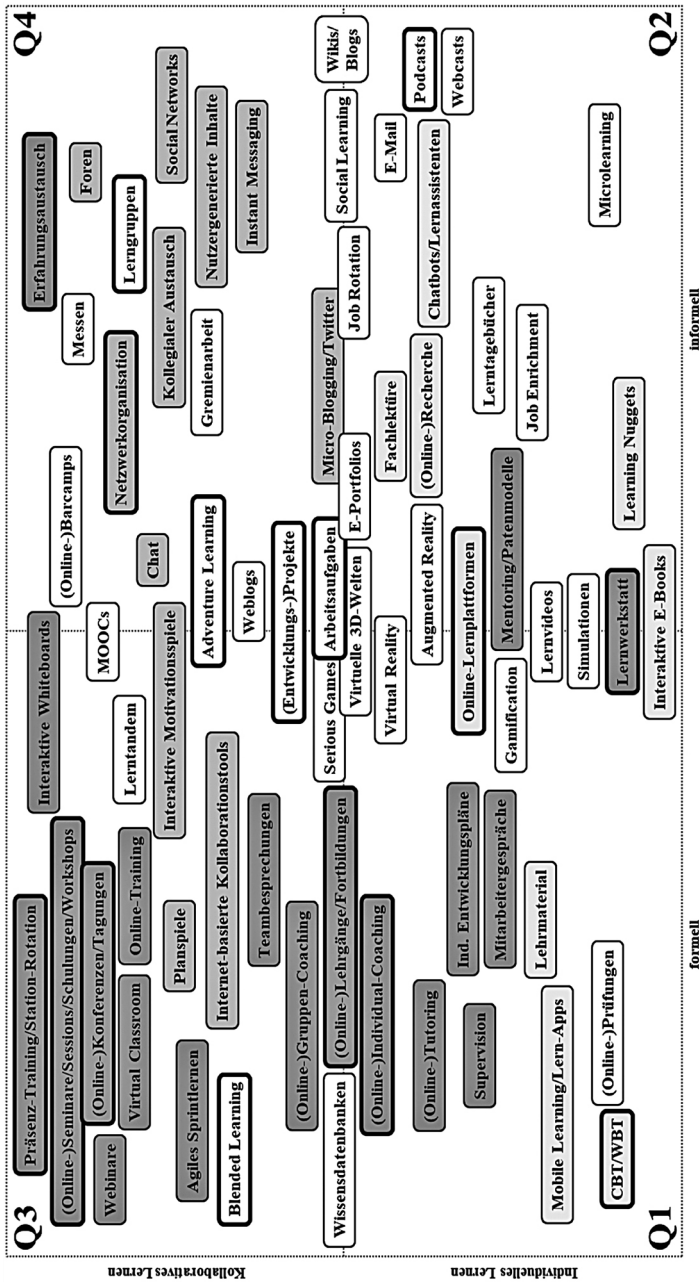 Q3
Q4
Präsenz-Training/Station-Rotation
Interaktive Whiteboards
Erfahrungsaustausch
(Online-)Seminare/Sessions/Schulungen/Workshops
(Online-)Barcamps
Messen
Foren
Webinare
(Online-)Konferenzen/Tagungen
MOOCs
Netzwerkorganisation
Lerngruppen
Virtual Classroom
Online-Training
Lerntandem
Chat
Kollegialer Austausch
Social Networks
Planspiele
Interaktive Motivationsspiele
Agiles Sprintlernen
Adventure Learning
Gremienarbeit
Nutzergenerierte Inhalte
Internet-basierte Kollaborationstools
Blended Learning
Weblogs
Instant Messaging
Teambesprechungen
(Entwicklungs-)Projekte
(Online-)Gruppen-Coaching
Serious Games
Arbeitsaufgaben
Micro-Blogging/Twitter
Social Learning
Wikis/
Blogs
Wissensdatenbanken
(Online-)Lehrgänge/Fortbildungen
Virtuelle 3D-Welten
E-Portfolios
Job Rotation
(Online-)Individual-Coaching
Virtual Reality
Fachlektüre
E-Mail
(Online-)Tutoring
Augmented Reality
(Online-)Recherche
Chatbots/Lernassistenten
Podcasts
Ind. Entwicklungspläne
Online-Lernplattformen
Webcasts
Supervision
Mitarbeitergespräche
Gamification
Mentoring/Patenmodelle
Lerntagebücher
Lehrmaterial
Lernvideos
Job Enrichment
Mobile Learning/Lern-Apps
Simulationen
(Online-)Prüfungen
Microlearning
CBT/WBT
Lernwerkstatt
Learning Nuggets
Interaktive E-Books
Q1
Q2
Kollaboratives Lernen
Individuelles Lernen
formell
informell